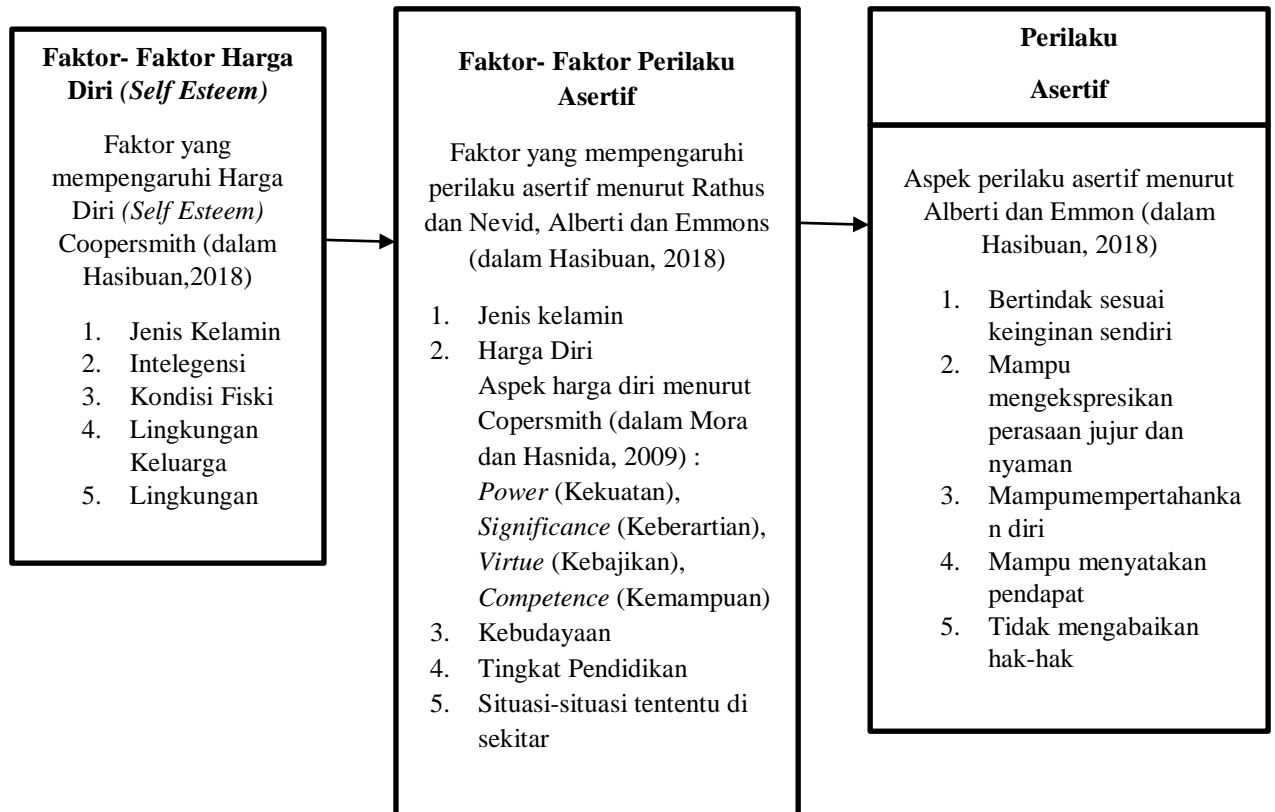 Faktor- Faktor Harga
Diri (Self Esteem)
Faktor yang
mempengaruhi Harga
Diri (Self Esteem)
Coopersmith (dalam
Hasibuan,2018)
1. Jenis Kelamin
2. Intelegensi
3. Kondisi Fiski
4. Lingkungan
Keluarga
5. Lingkungan
Faktor- Faktor Perilaku
Asertif
Faktor yang mempengaruhi
perilaku asertif menurut Rathus
dan Nevid, Alberti dan Emmons
(dalam Hasibuan, 2018)
1. Jenis kelamin
2. Harga Diri
Aspek harga diri menurut
Copersmith (dalam Mora
dan Hasnida, 2009) :
Power (Kekuatan),
Significance (Keberartian),
Virtue (Kebajikan),
Competence (Kemampuan)
3. Kebudayaan
4. Tingkat Pendidikan
5. Situasi-situasi tententu di
sekitar
Perilaku
Asertif
Aspek perilaku asertif menurut
Alberti dan Emmon (dalam
Hasibuan, 2018)
1. Bertindak sesuai
keinginan sendiri
2. Mampu
mengekspresikan
perasaan jujur dan
nyaman
3. Mampumempertahanka
n diri
4. Mampu menyatakan
pendapat
5. Tidak mengabaikan
hak-hak